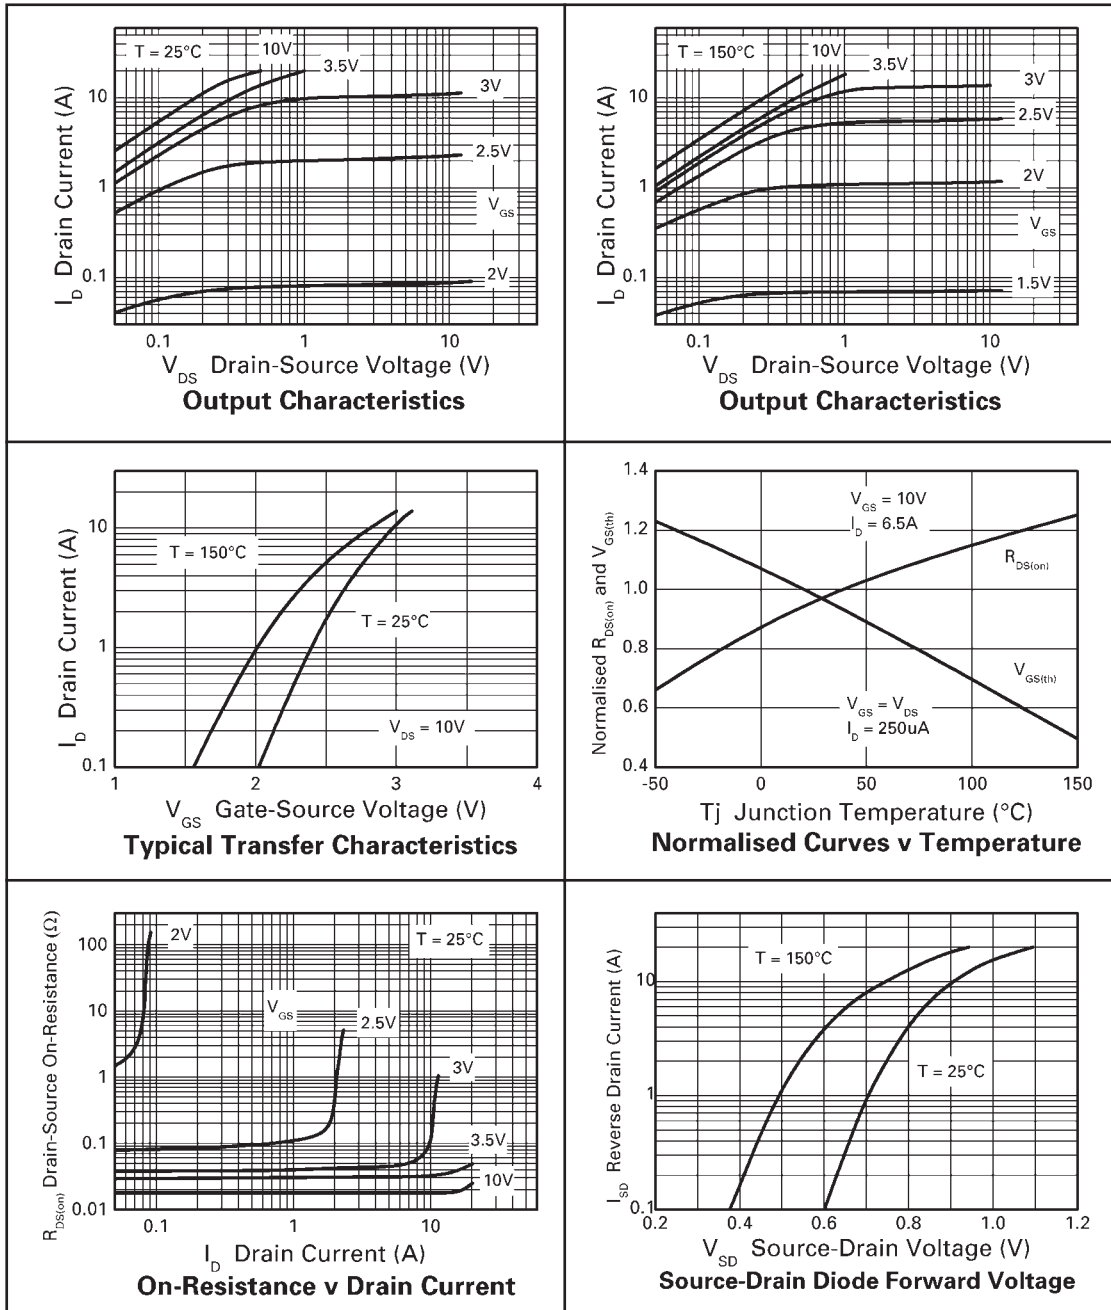 T = 25°C
10V
3.5V
3V
2.5V
V_GS
2V
10
1
0.1
I_D Drain Current (A)
0.1
1
10
V_DS Drain-Source Voltage (V)
Output Characteristics
T = 150°C
10V
3.5V
3V
2.5V
2V
V_GS
1.5V
10
1
0.1
I_D Drain Current (A)
0.1
1
10
V_DS Drain-Source Voltage (V)
Output Characteristics
T = 150°C
T = 25°C
V_DS = 10V
10
1
0.1
I_D Drain Current (A)
1
2
3
4
V_GS Gate-Source Voltage (V)
Typical Transfer Characteristics
V_GS = 10V
I_D = 6.5A
R_DS(on)
V_GS(th)
V_GS = V_DS
I_D = 250uA
1.4
1.2
1.0
0.8
0.6
0.4
Normalised R_DS(on) and V_GS(th)
-50
0
50
100
150
Tj Junction Temperature (°C)
Normalised Curves v Temperature
2V
T = 25°C
V_GS
2.5V
3V
3.5V
10V
100
10
1
0.1
0.01
R_DS(on) Drain-Source On-Resistance (Ω)
0.1
1
10
I_D Drain Current (A)
On-Resistance v Drain Current
T = 150°C
T = 25°C
10
1
0.1
I_SD Reverse Drain Current (A)
0.2
0.4
0.6
0.8
1.0
1.2
V_SD Source-Drain Voltage (V)
Source-Drain Diode Forward Voltage